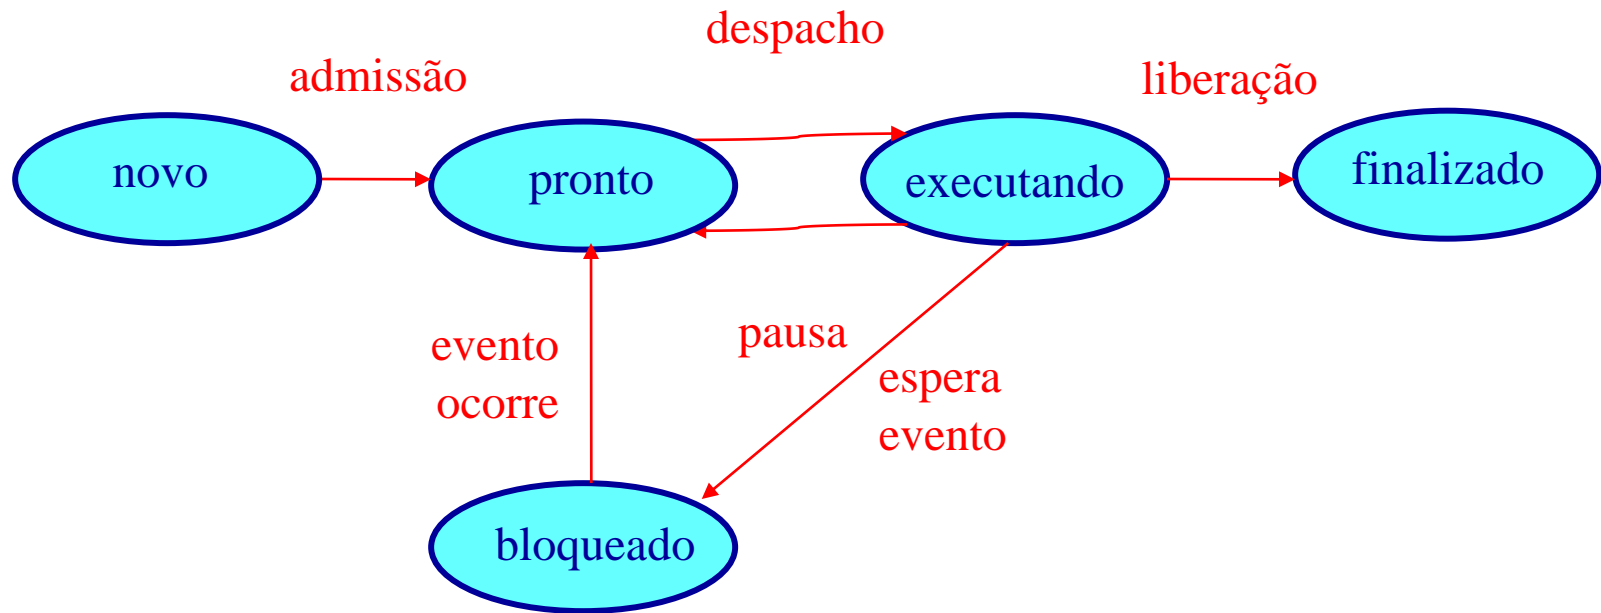 despacho
admissão
liberação
novo
pronto
executando
finalizado
evento
ocorre
pausa
espera
evento
bloqueado